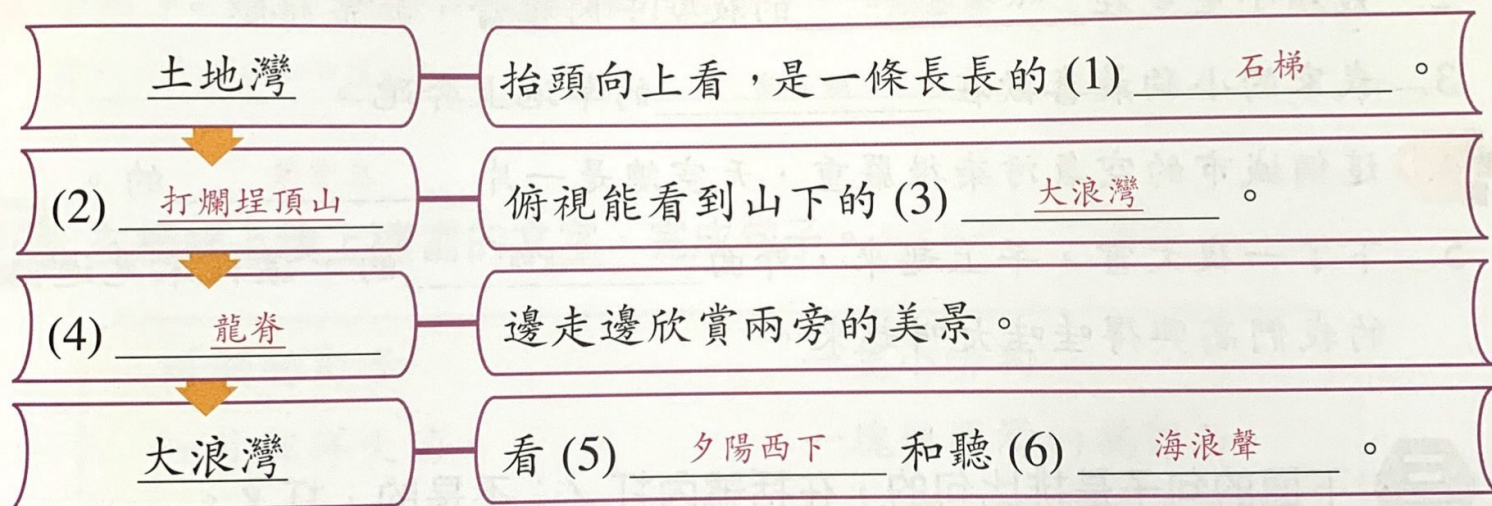 土地灣 抬頭向上看，是一條長長的 (1) 石梯 。
(2) 打爛埕頂山 俯視能看到山下的 (3) 大浪灣 。
(4) 龍脊 邊走邊欣賞兩旁的美景。
大浪灣 看 (5) 夕陽西下 和聽 (6) 海浪聲 。